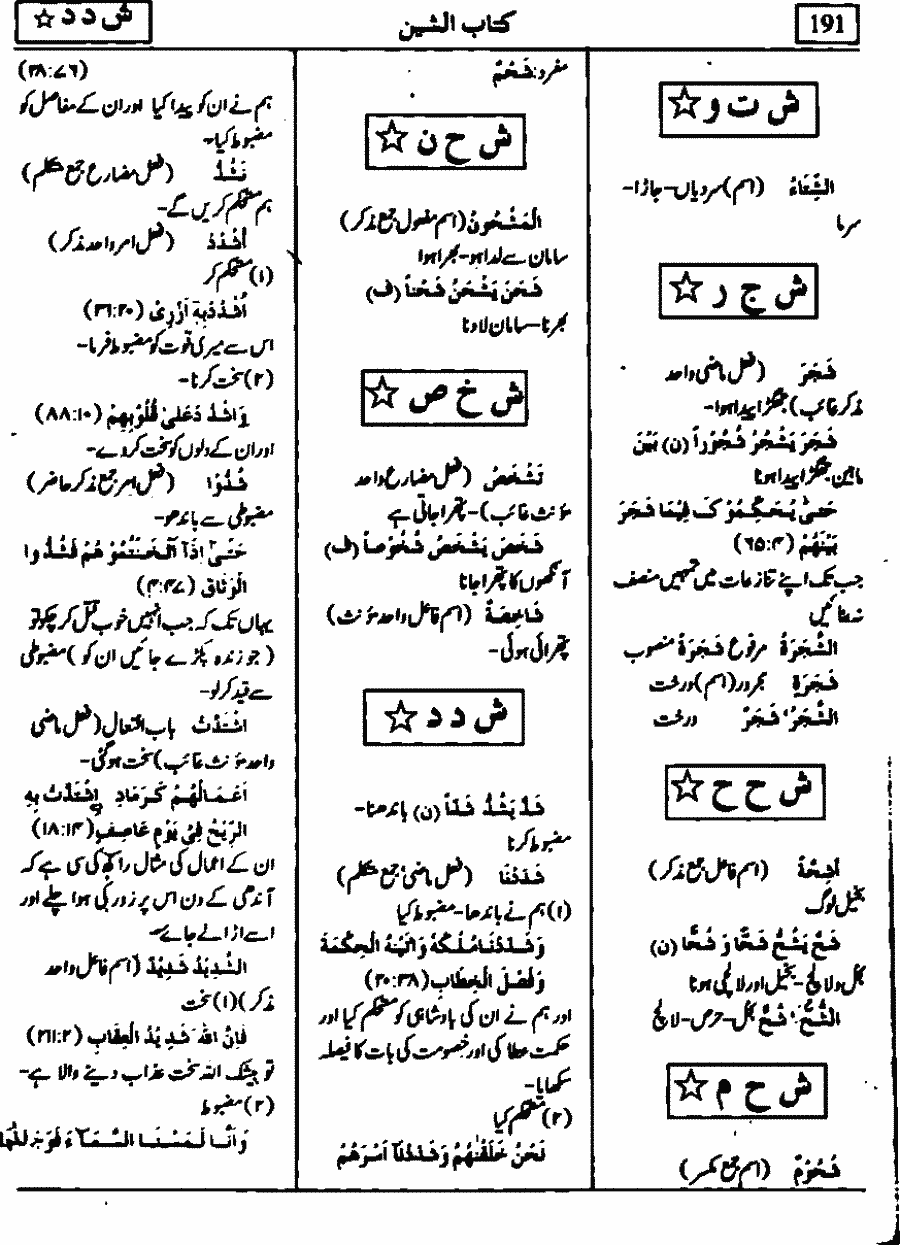 191
کتاب الشین
ش د د ☆
ش ت و ☆
الشِّتَاءُ (اسم) سردیاں- جاڑا-
سرما
ش ج ر ☆
شَجَرَ (فعل ماضی واحد
مذکر غائب) جھگڑا پیدا ہوا-
شَجَرَ يَشْجُرُ شُجُوْراً (ن) بَيْنَ
مابین جھگڑا پیدا ہونا
حَتّٰى يُحَكِّمُوْكَ فِيْمَا شَجَرَ
بَيْنَهُمْ (۶۵:۴)
جب تک اپنے تنازعات میں تمہیں منصف
نہ بنائیں
الشَّجَرَةُ مرفوع شَجَرَةً منصوب
شَجَرَةٍ مجرور (اسم) درخت
الشَّجَرُ، شَجَرٌ درخت
ش ح ح ☆
اَشِحَّةً (اسم فاعل جمع مذکر)
بخیل لوگ
شَحَّ يَشُحُّ شَحًّا وَ شُحًّا (ن)
بخل و لالچ- بخیل اور لالچی ہونا
الشُّحُّ، شُحٌّ بخل- حرص- لالچ
ش ح م ☆
شُحُوْمٌ (اسم جمع مکسر)
مفرد: شَحْمٌ
ش ح ن ☆
الْمَشْحُونُ (اسم مفعول جمع مذکر)
سامان سے لدا ہو- بھرا ہوا
شَحَنَ يَشْحَنُ شَحْناً (ف)
بھرنا- سامان لادنا
ش خ ص ☆
تَشْخَصُ (فعل مضارع واحد
مؤنث غائب)- پتھرا جاتی ہے
شَخَصَ يَشْخَصُ شُخُوْصاً (ف)
آنکھوں کا پتھرا جانا
شَاخِصَةٌ (اسم فاعل واحد مؤنث)
پتھرائی ہوئی-
ش د د ☆
شَدَّ يَشُدُّ شَدّاً (ن) باندھنا-
مضبوط کرنا
شَدَدْنَا (فعل ماضی، جمع متکلم)
(۱) ہم نے باندھا- مضبوط کیا
وَشَدَدْنَا مُلْكَهُ وَاٰتَيْنٰهُ الْحِكْمَةَ
وَفَصْلَ الْخِطَابِ (۲۰:۳۸)
اور ہم نے ان کی بادشاہی کو مستحکم کیا اور
حکمت عطا کی اور خصومت کی بات کا فیصلہ
سکھایا-
(۲) مستحکم کیا
نَحْنُ خَلَقْنٰهُمْ وَشَدَدْنَآ اَسْرَهُمْ
(۲۸:۷۶)
ہم نے ان کو پیدا کیا اور ان کے مفاصل کو
مضبوط کیا-
نَشُدُّ (فعل مضارع جمع متکلم)
ہم مستحکم کریں گے-
اُشْدُدْ (فعل امر واحد مذکر)
(۱) مستحکم کر
اُشْدُدْبِهٖٓ اَزْرِىْ (۳۱:۲۰)
اس سے میری قوت کو مضبوط فرما-
(۲) سخت کرنا-
وَاشْدُدْعَلٰى قُلُوْبِهِمْ (۸۸:۱۰)
اور ان کے دلوں کو سخت کر دے-
شُدُّوْا (فعل امر جمع مذکر حاضر)
مضبوطی سے باندھو-
حَتّٰىٓ اِذَآ اَثْخَنْتُمُوْ هُمْ فَشُدُّوا
الْوَثَاقَ (۴:۴۷)
یہاں تک کہ جب انہیں خوب قتل کر چکو تو
(جو زندہ پکڑے جائیں ان کو) مضبوطی
سے قید کر لو-
اشْتَدَّتْ باب افتعال (فعل ماضی
واحد مؤنث غائب) سخت ہو گئی-
اَعْمَالُهُمْ كَرَمَادِ ِۨاشْتَدَّتْ بِهِ
الرِّيْحُ فِىْ يَوْمٍ عَاصِفٍ (۱۸:۱۴)
ان کے اعمال کی مثال راکھ کی سی ہے کہ
آندھی کے دن اس پر زور کی ہوا چلے اور
اسے اڑا لے جائے-
الشَّدِيْدُ شَدِيْدٌ (اسم فاعل واحد
مذکر) (۱) سخت
فَاِنَّ اللّٰهَ شَدِيْدُ الْعِقَابِ (۲۱۱:۲)
تو بیشک اللہ سخت عذاب دینے والا ہے-
(۲) مضبوط
وَاَنَّا لَمَسْنَا السَّمَآءَ فَوَجَدْنٰهَا